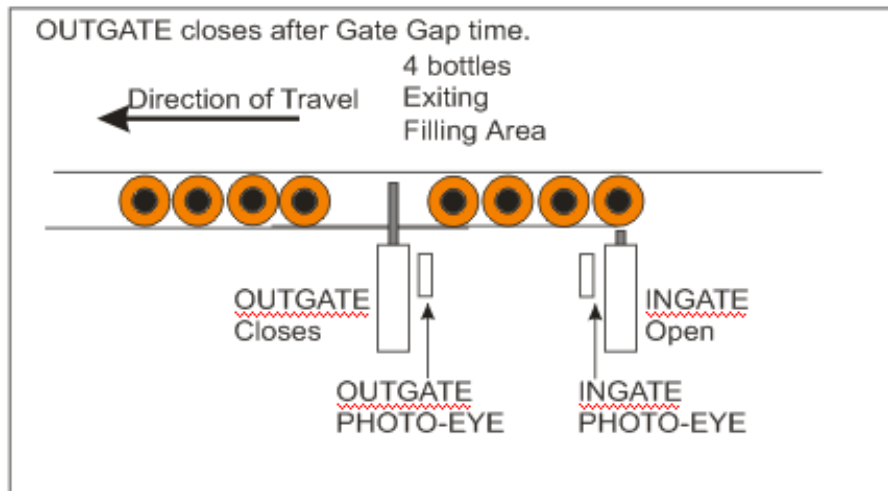 OUTGATE closes after Gate Gap time.
4 bottles
Direction of Travel
Exiting
Filling Area
OUTGATE
Closes
INGATE
Open
OUTGATE
PHOTO-EYE
INGATE
PHOTO-EYE